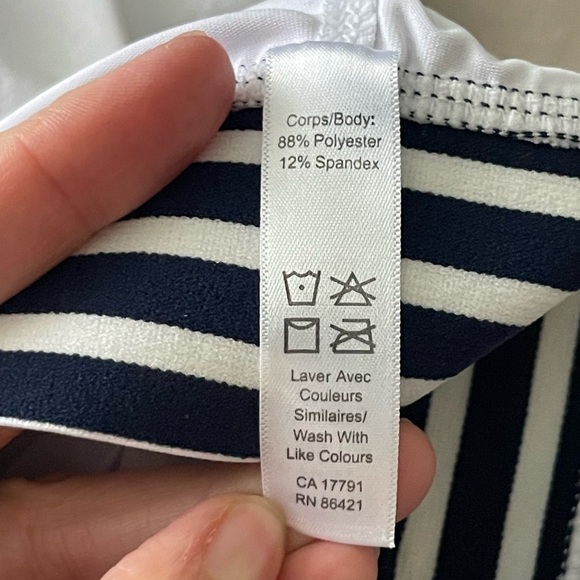 Corps/Body:
88% Polyester
12% Spandex
Laver Avec
Couleurs
Similaires/
Wash With
Like Colours
CA 17791
RN 86421